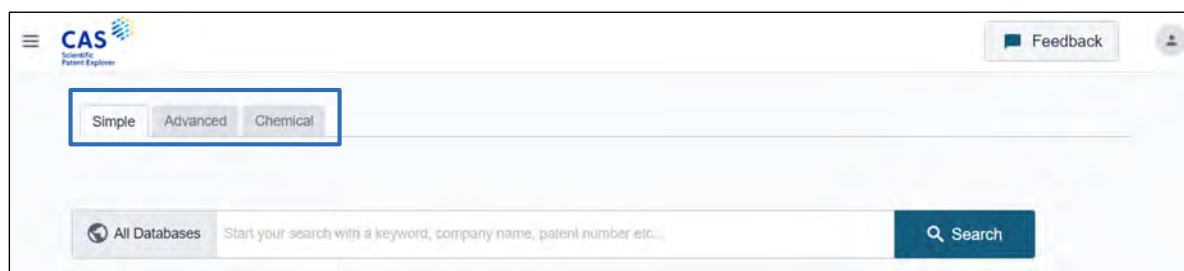 CAS
Scientific
Patent Explorer
Feedback
Simple Advanced Chemical
All Databases Start your search with a keyword, company name, patent number etc...
Search